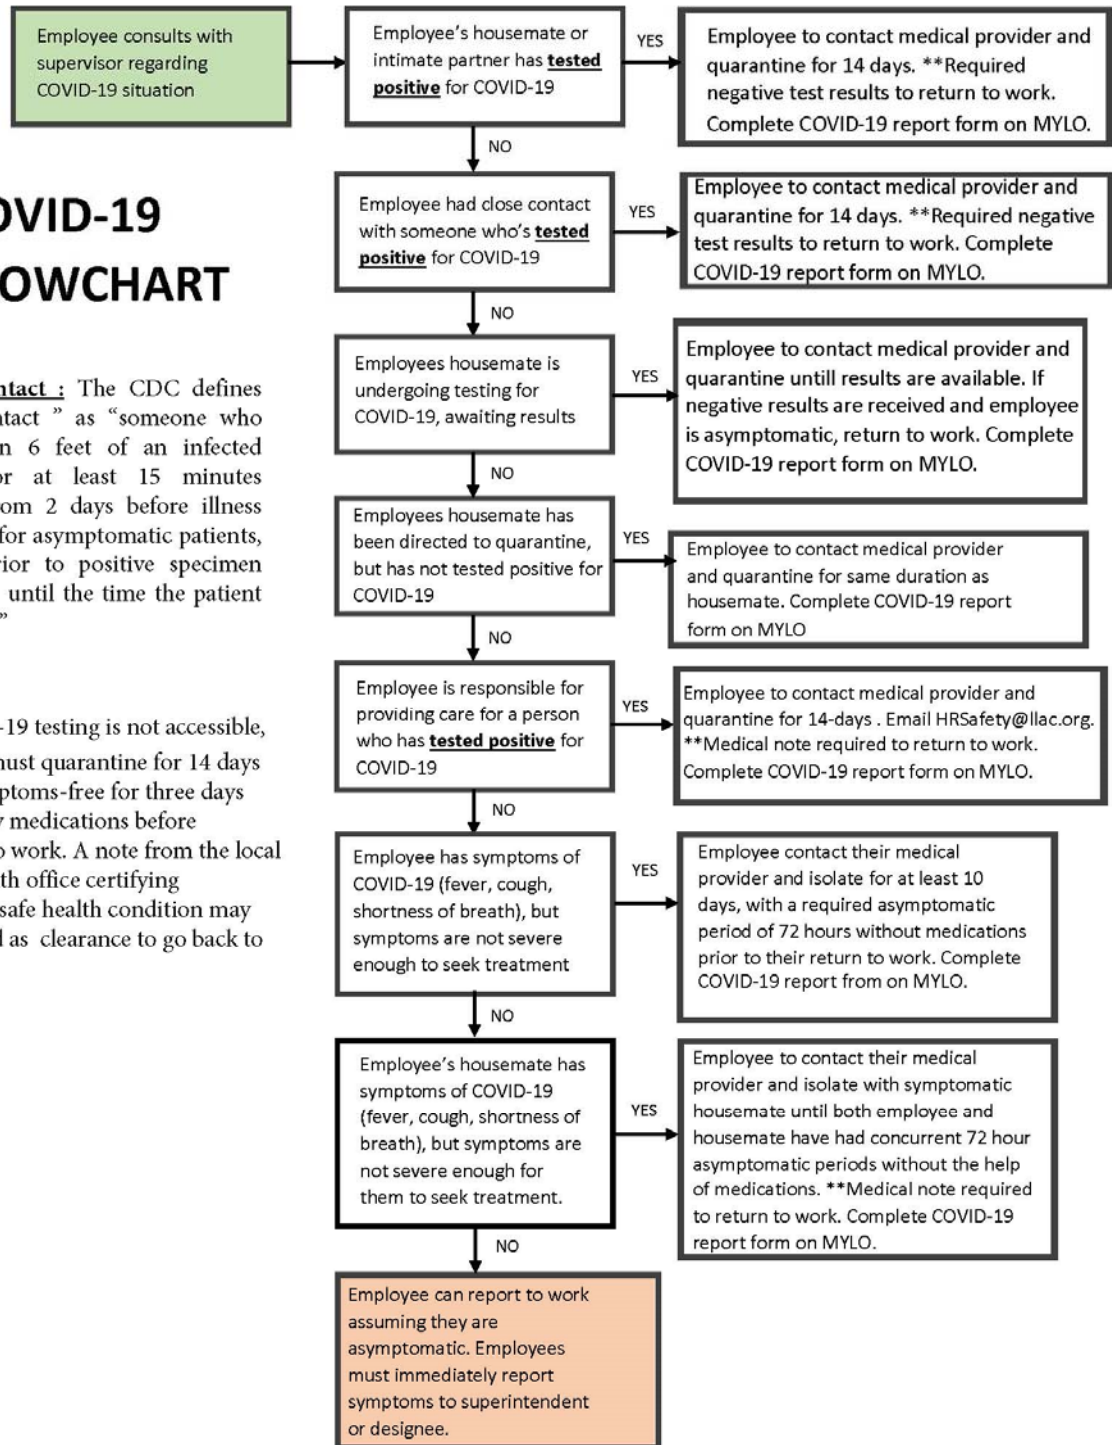 Employee consults with
supervisor regarding
COVID-19 situation
Employee's housemate or
intimate partner has tested
positive for COVID-19
YES
Employee to contact medical provider and
quarantine for 14 days. **Required
negative test results to return to work.
Complete COVID-19 report form on MYLO.
NO
OVID-19
OWCHART
Employee had close contact
with someone who's tested
positive for COVID-19
YES
Employee to contact medical provider and
quarantine for 14 days. **Required negative
test results to return to work. Complete
COVID-19 report form on MYLO.
NO
ntact : The CDC defines
ntact ” as “someone who
n 6 feet of an infected
or at least 15 minutes
om 2 days before illness
for asymptomatic patients,
rior to positive specimen
until the time the patient
”
Employees housemate is
undergoing testing for
COVID-19, awaiting results
YES
Employee to contact medical provider and
quarantine untill results are available. If
negative results are received and employee
is asymptomatic, return to work. Complete
COVID-19 report form on MYLO.
NO
Employees housemate has
been directed to quarantine,
but has not tested positive for
COVID-19
YES
Employee to contact medical provider
and quarantine for same duration as
housemate. Complete COVID-19 report
form on MYLO
NO
-19 testing is not accessible,
must quarantine for 14 days
ptoms-free for three days
y medications before
o work. A note from the local
th office certifying
safe health condition may
d as clearance to go back to
Employee is responsible for
providing care for a person
who has tested positive for
COVID-19
YES
Employee to contact medical provider and
quarantine for 14-days . Email HRSafety@llac.org.
**Medical note required to return to work.
Complete COVID-19 report form on MYLO.
NO
Employee has symptoms of
COVID-19 (fever, cough,
shortness of breath), but
symptoms are not severe
enough to seek treatment
YES
Employee contact their medical
provider and isolate for at least 10
days, with a required asymptomatic
period of 72 hours without medications
prior to their return to work. Complete
COVID-19 report from on MYLO.
NO
Employee's housemate has
symptoms of COVID-19
(fever, cough, shortness of
breath), but symptoms are
not severe enough for
them to seek treatment.
YES
Employee to contact their medical
provider and isolate with symptomatic
housemate until both employee and
housemate have had concurrent 72 hour
asymptomatic periods without the help
of medications. **Medical note required
to return to work. Complete COVID-19
report form on MYLO.
NO
Employee can report to work
assuming they are
asymptomatic. Employees
must immediately report
symptoms to superintendent
or designee.